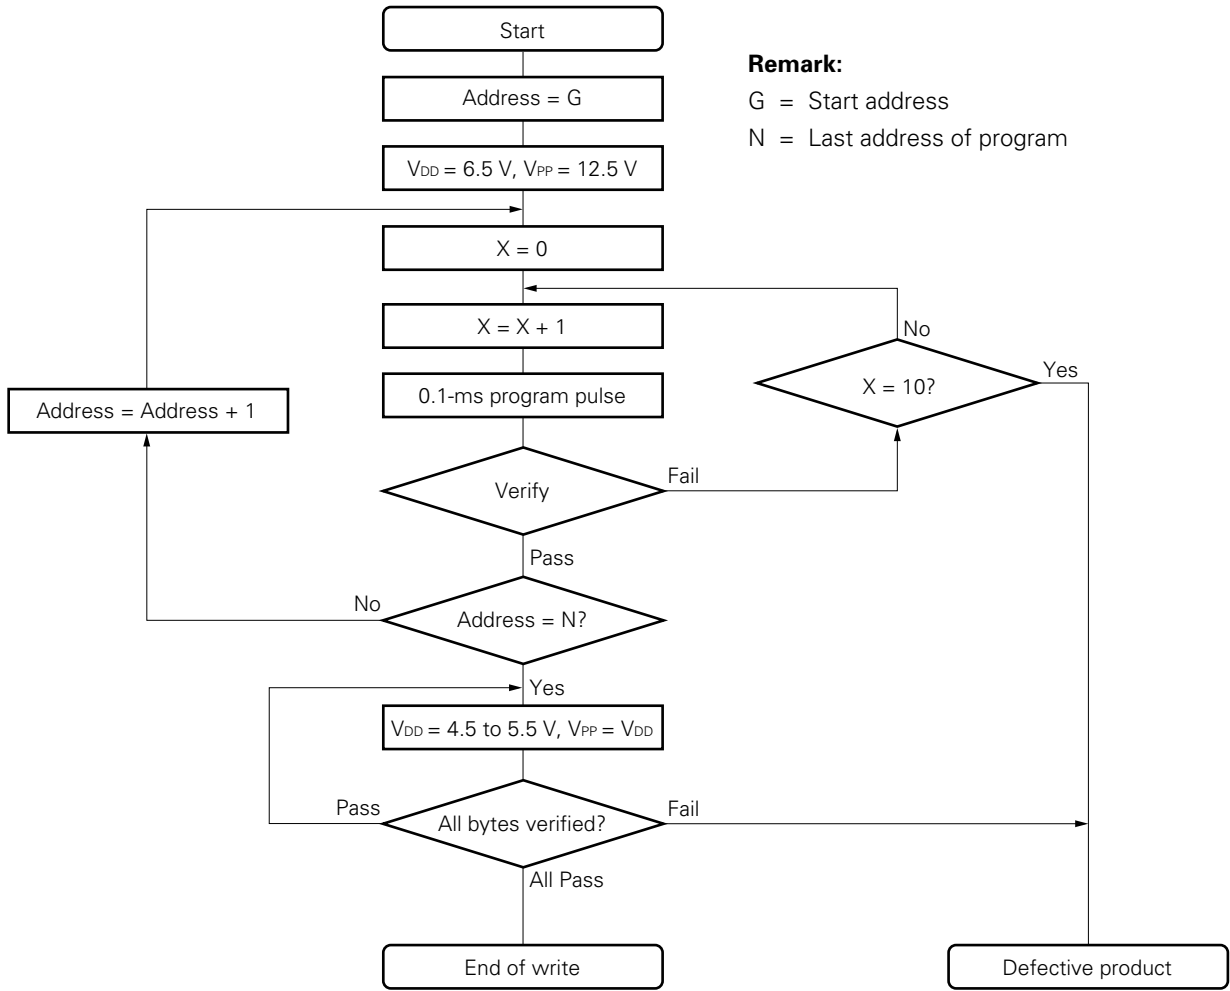 Start
Remark:
Address = G
G = Start address
N = Last address of program
VDD = 6.5 V, VPP = 12.5 V
X = 0
X = X + 1
No
Yes
X = 10?
0.1-ms program pulse
Address = Address + 1
Fail
Verify
Pass
No
Address = N?
Yes
VDD = 4.5 to 5.5 V, VPP = VDD
Pass
Fail
All bytes verified?
All Pass
End of write
Defective product